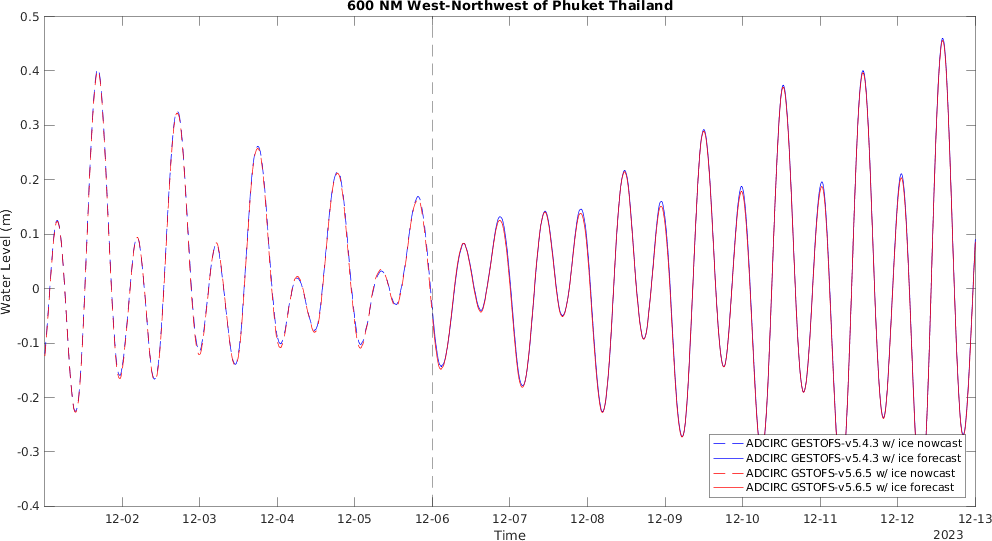 600 NM West-Northwest of Phuket Thailand
0.5
0.4
0.3
0.2
0.1
0
-0.1
-0.2
-0.3
-0.4
Water Level (m)
ADCIRC GESTOFS-v5.4.3 w/ ice nowcast
ADCIRC GESTOFS-v5.4.3 w/ ice forecast
ADCIRC GSTOFS-v5.6.5 w/ ice nowcast
ADCIRC GSTOFS-v5.6.5 w/ ice forecast
12-02 12-03 12-04 12-05 12-06 12-07 12-08 12-09 12-10 12-11 12-12 12-13
Time
2023